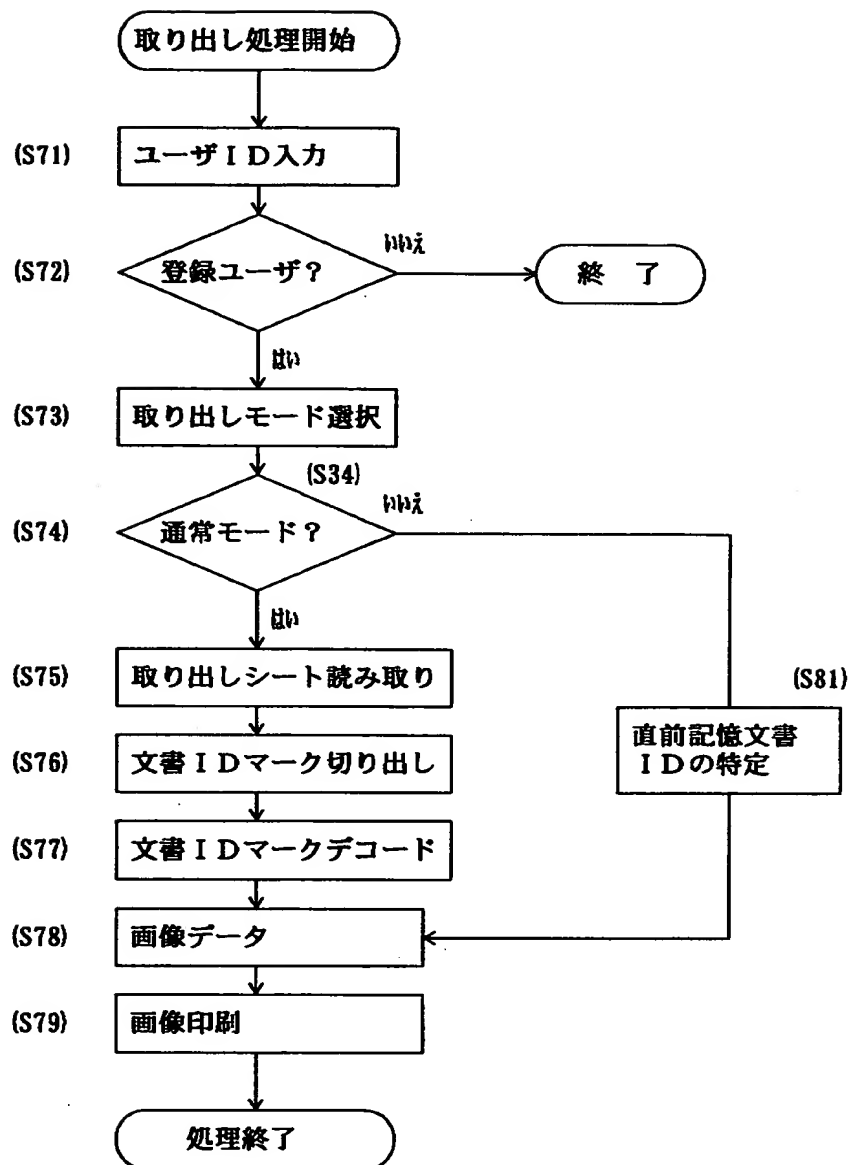 取り出し処理開始
(S71)
ユーザID入力
(S72)
登録ユーザ?
いいえ
終 了
はい
(S73)
取り出しモード選択
(S34)
(S74)
通常モード?
いいえ
はい
(S75)
取り出しシート読み取り
(S81)
直前記憶文書
IDの特定
(S76)
文書IDマーク切り出し
(S77)
文書IDマークデコード
(S78)
画像データ
(S79)
画像印刷
処理終了